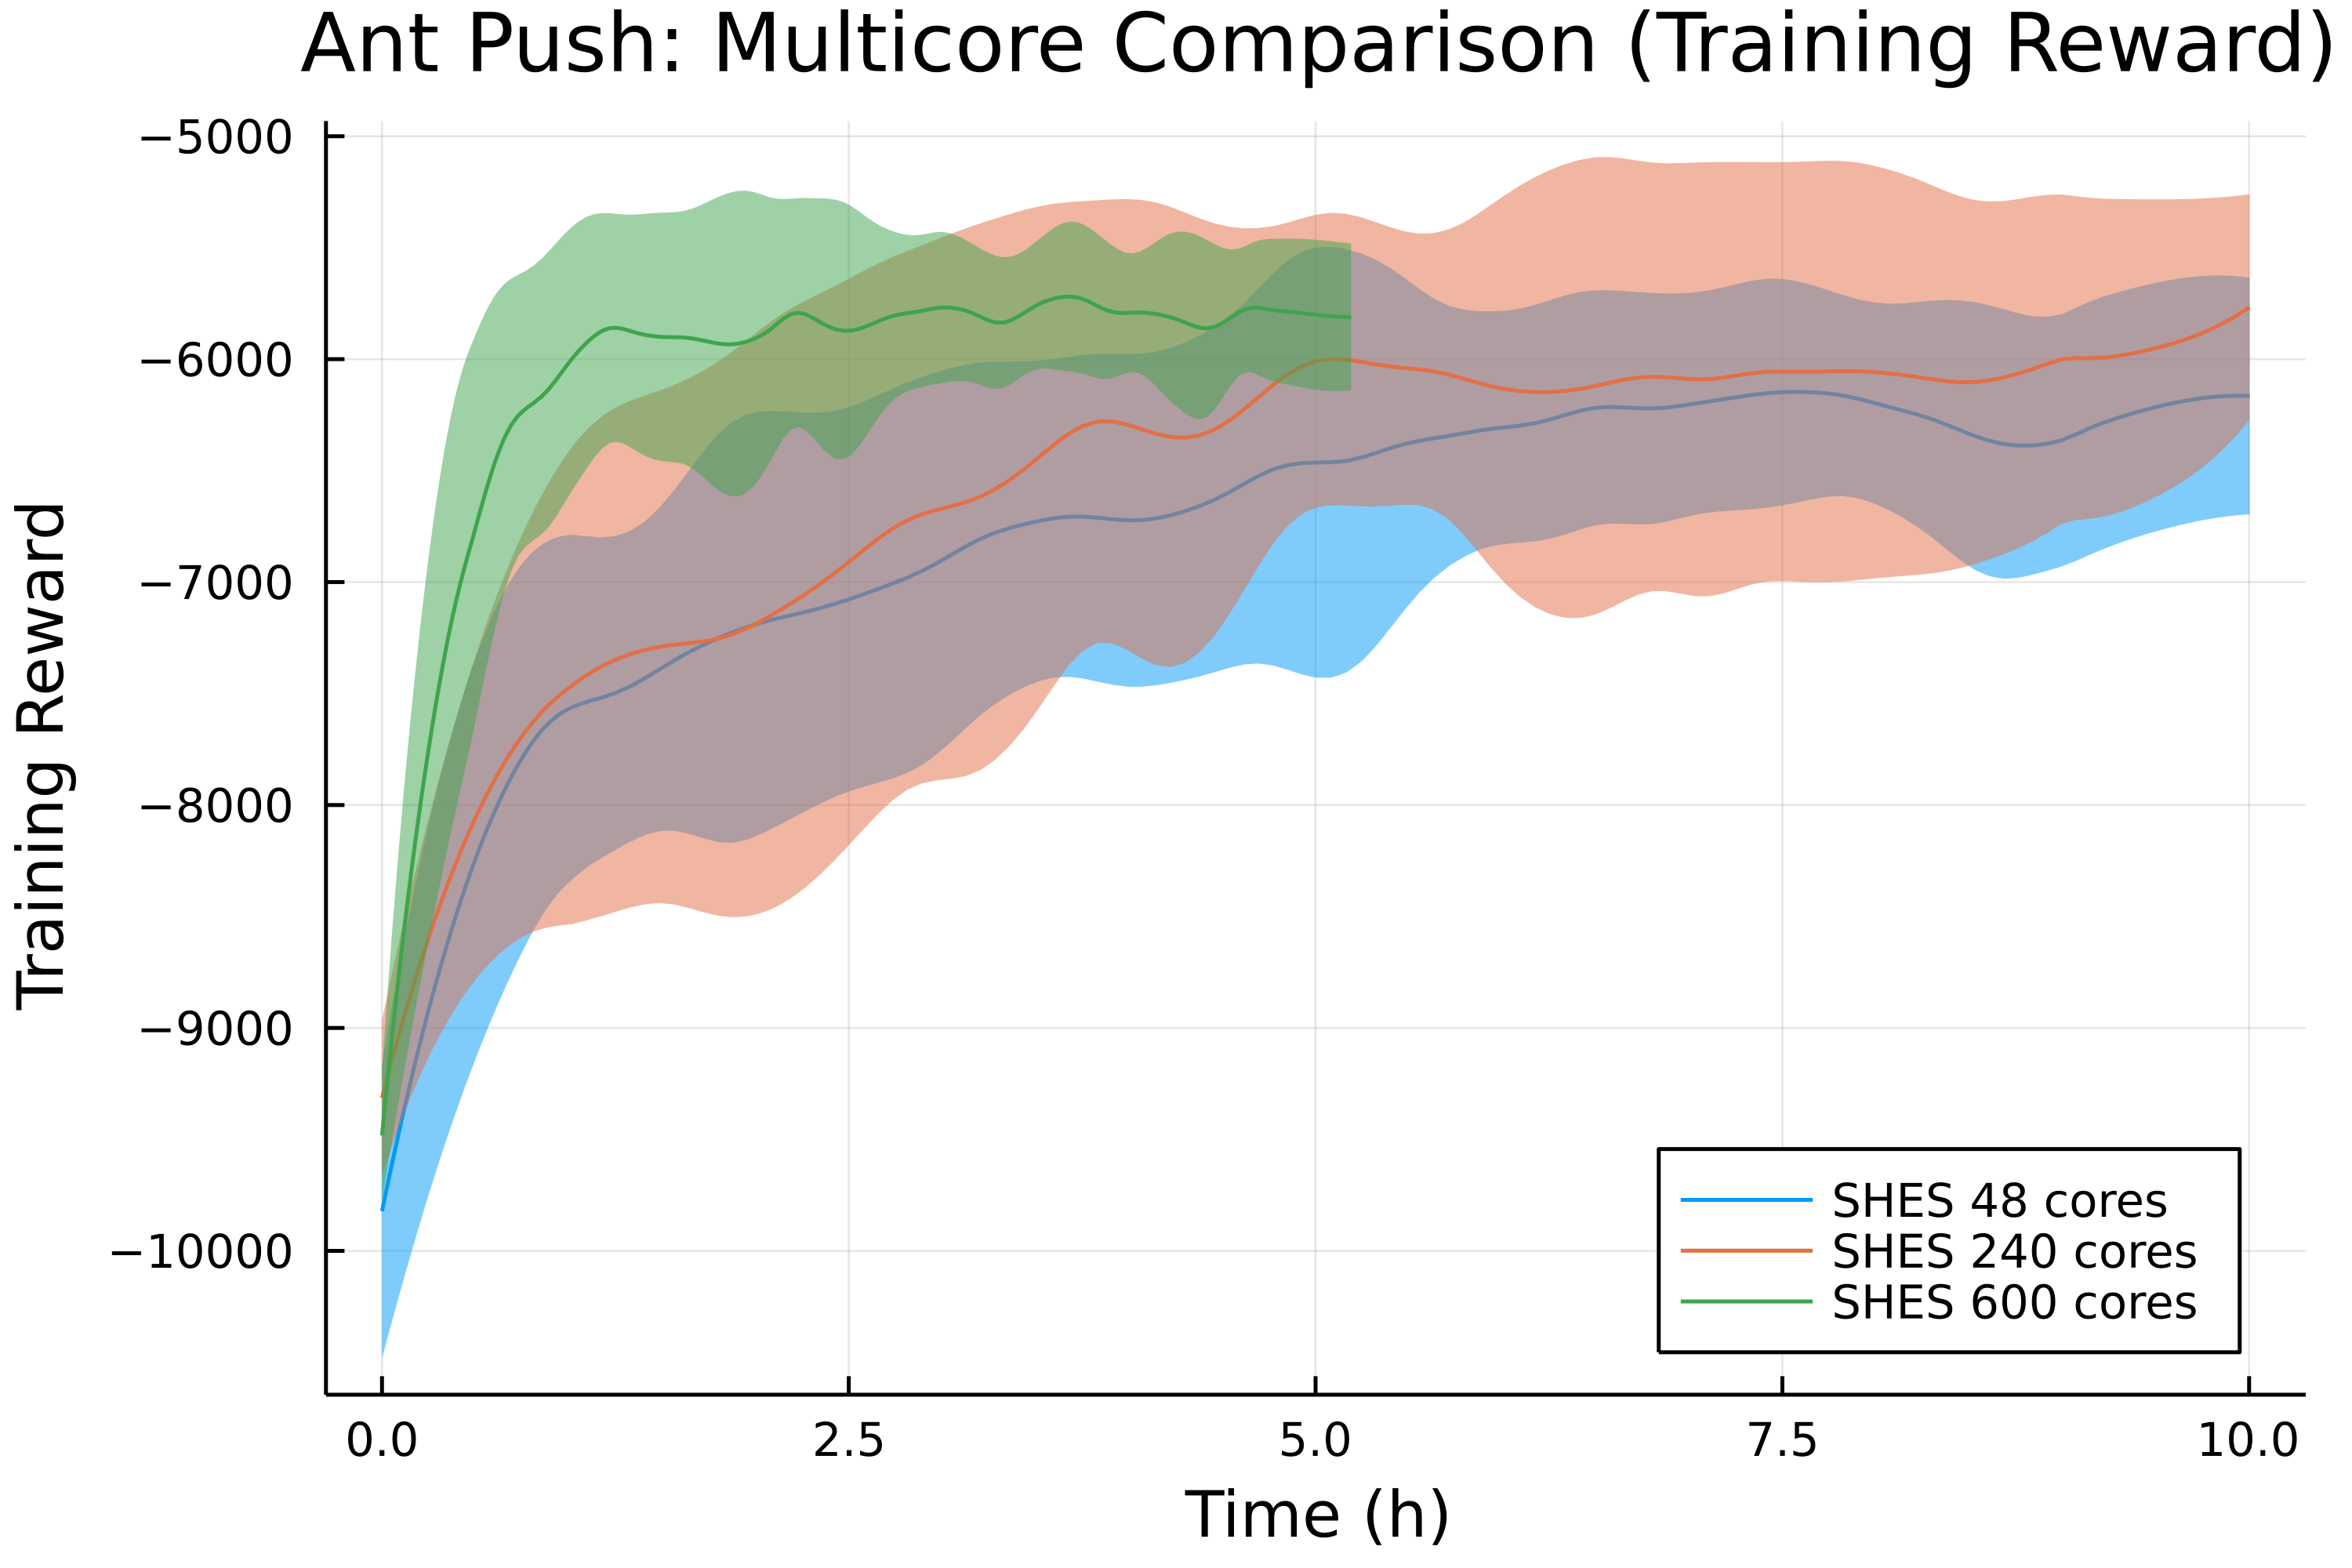 Ant Push: Multicore Comparison (Training Reward)
−5000
−6000
−7000
−8000
−9000
−10000
Training Reward
SHES 48 cores
SHES 240 cores
SHES 600 cores
0.0
2.5
5.0
7.5
10.0
Time (h)